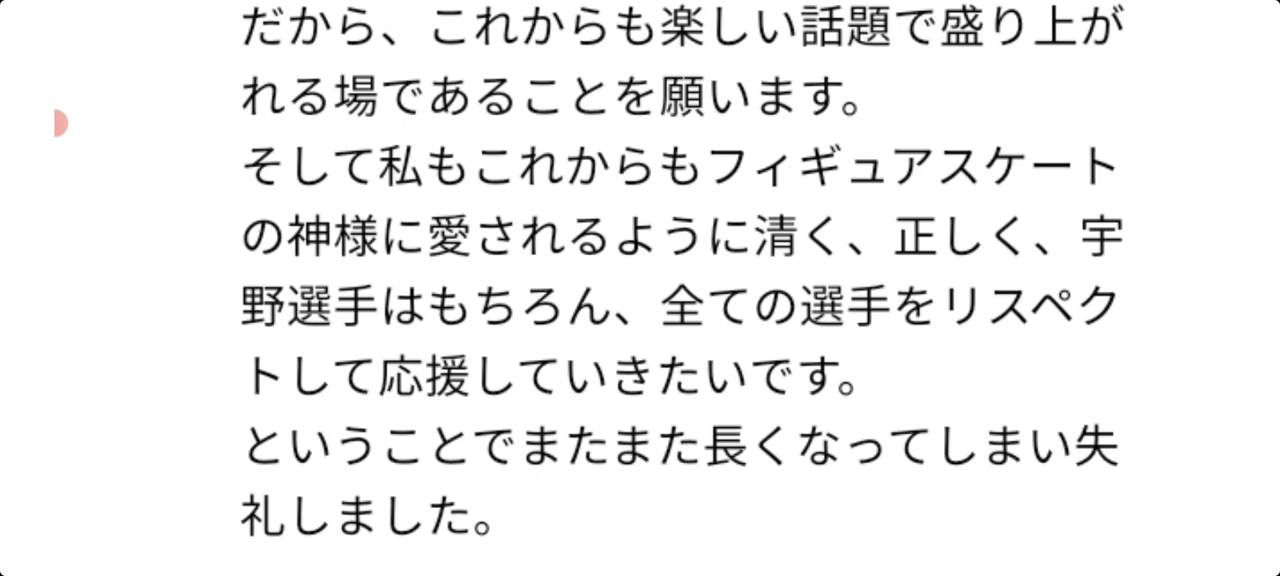 だから、これからも楽しい話題で盛り上が
れる場であることを願います。
そして私もこれからもフィギュアスケート
の神様に愛されるように清く、正しく、宇
野選手はもちろん、全ての選手をリスペク
トして応援していきたいです。
ということでまたまた長くなってしまい失
礼しました。